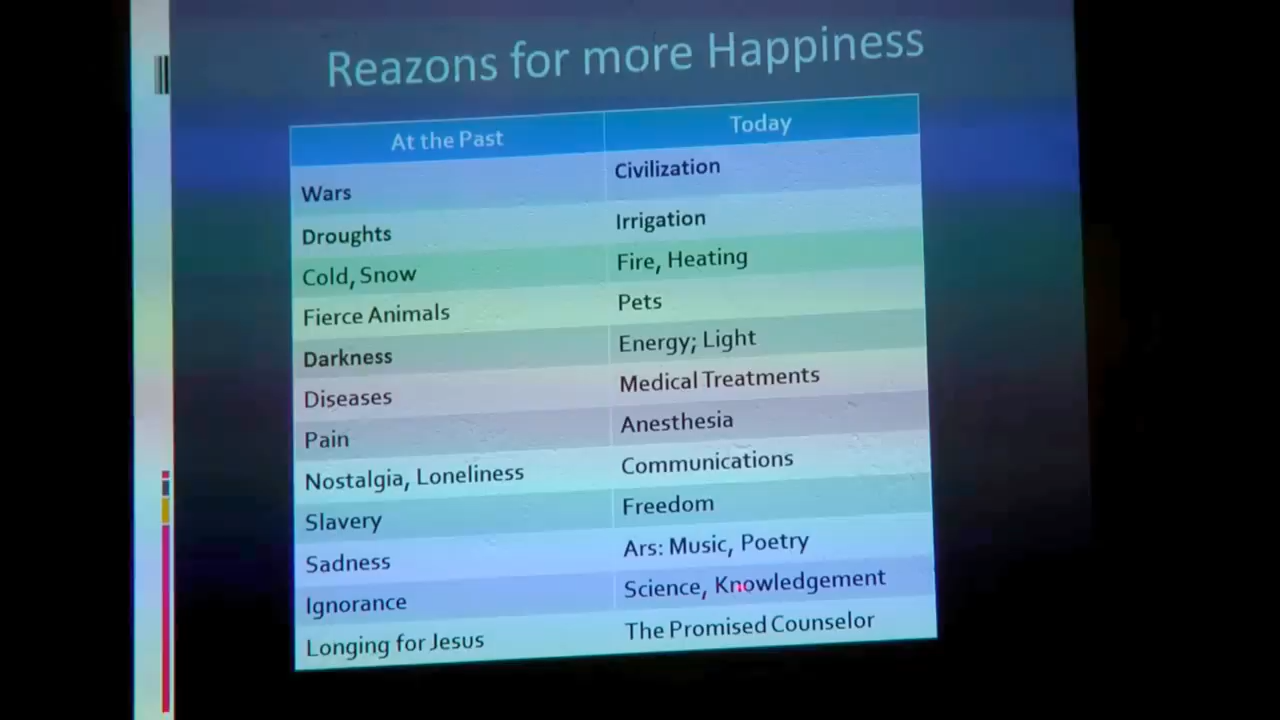 Reazons for more Happiness
At the Past Today
Wars Civilization
Droughts Irrigation
Cold, Snow Fire, Heating
Fierce Animals Pets
Darkness Energy; Light
Diseases Medical Treatments
Pain Anesthesia
Nostalgia, Loneliness Communications
Slavery Freedom
Sadness Ars: Music, Poetry
Ignorance Science, Knowledgement
Longing for Jesus The Promised Counselor